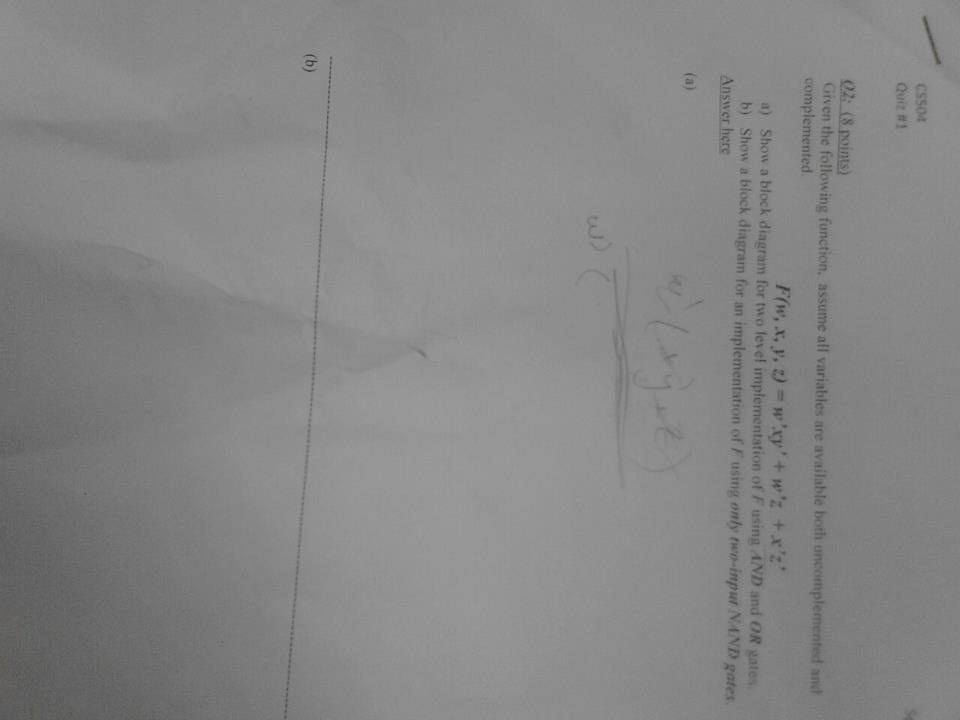 CS504
Quiz #1
Q2: (8 points)
Given the following function, assume all variables are available both uncomplemented and
complemented.
F(w, x, y, z) = w'xy' + w'z + x'z'
a) Show a block diagram for two level implementation of F using AND and OR gates.
b) Show a block diagram for an implementation of F using only two-input NAND gates.
Answer here
(a)
w'(xy'+z)
w) (
(b)